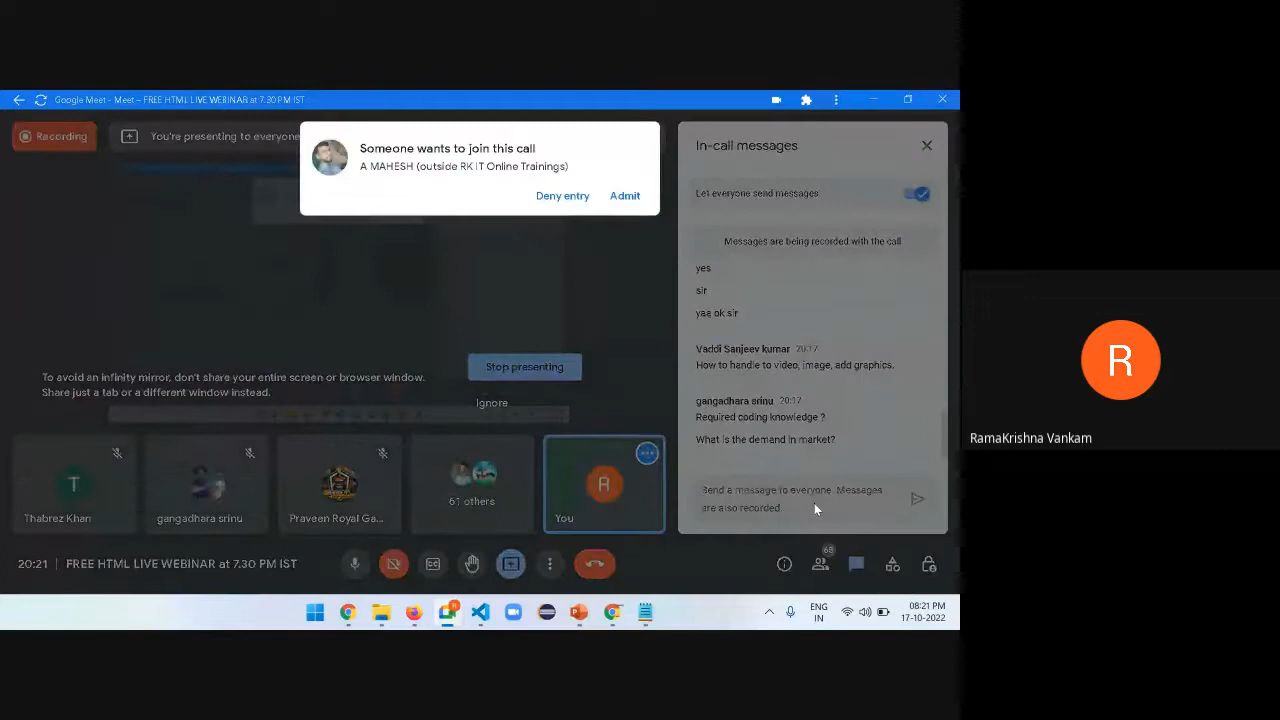 Google Meet - Meet – FREE HTML LIVE WEBINAR at 7.30 PM IST
Recording
You're presenting to everyone
Someone wants to join this call
A MAHESH (outside RK IT Online Trainings)
Deny entry
Admit
In-call messages
Let everyone send messages
Messages are being recorded with the call
yes
sir
yae ok sir
Vaddi Sanjeev kumar 20:17
How to handle to video, image, add graphics.
gangadhara srinu 20:17
Required coding knowledge ?
What is the demand in market?
Send a message to everyone. Messages
are also recorded
To avoid an infinity mirror, don't share your entire screen or browser window.
Share just a tab or a different window instead.
Stop presenting
Ignore
T
Thabrez Khan
gangadhara srinu
Praveen Royal Ga...
61 others
R
You
R
RamaKrishna Vankam
20:21 | FREE HTML LIVE WEBINAR at 7.30 PM IST
68
R
ENG
IN
08:21 PM
17-10-2022